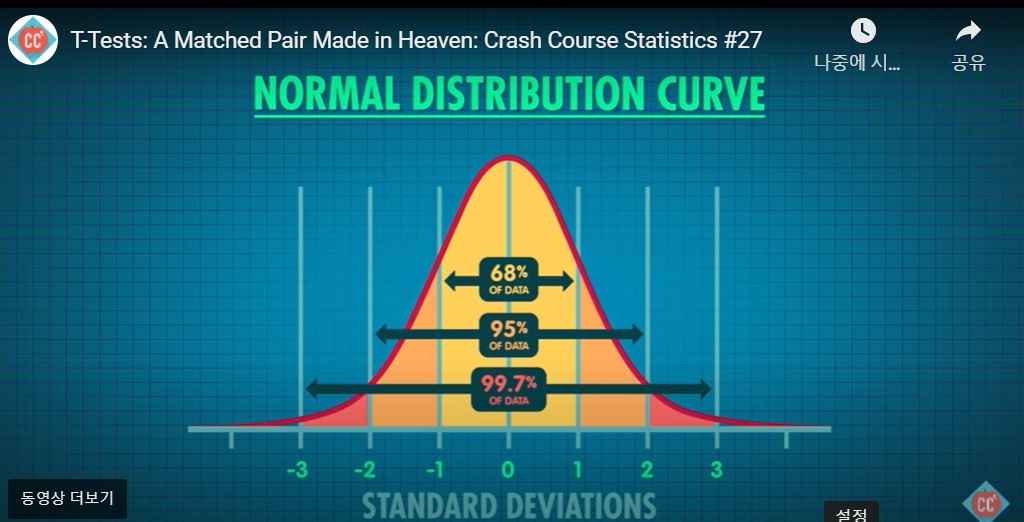 CC
T-Tests: A Matched Pair Made in Heaven: Crash Course Statistics #27
나중에 시...
공유
NORMAL DISTRIBUTION CURVE
68%
OF DATA
95%
OF DATA
99.7%
OF DATA
-3 -2 -1 0 1 2 3
STANDARD DEVIATIONS
동영상 더보기
설정
CC